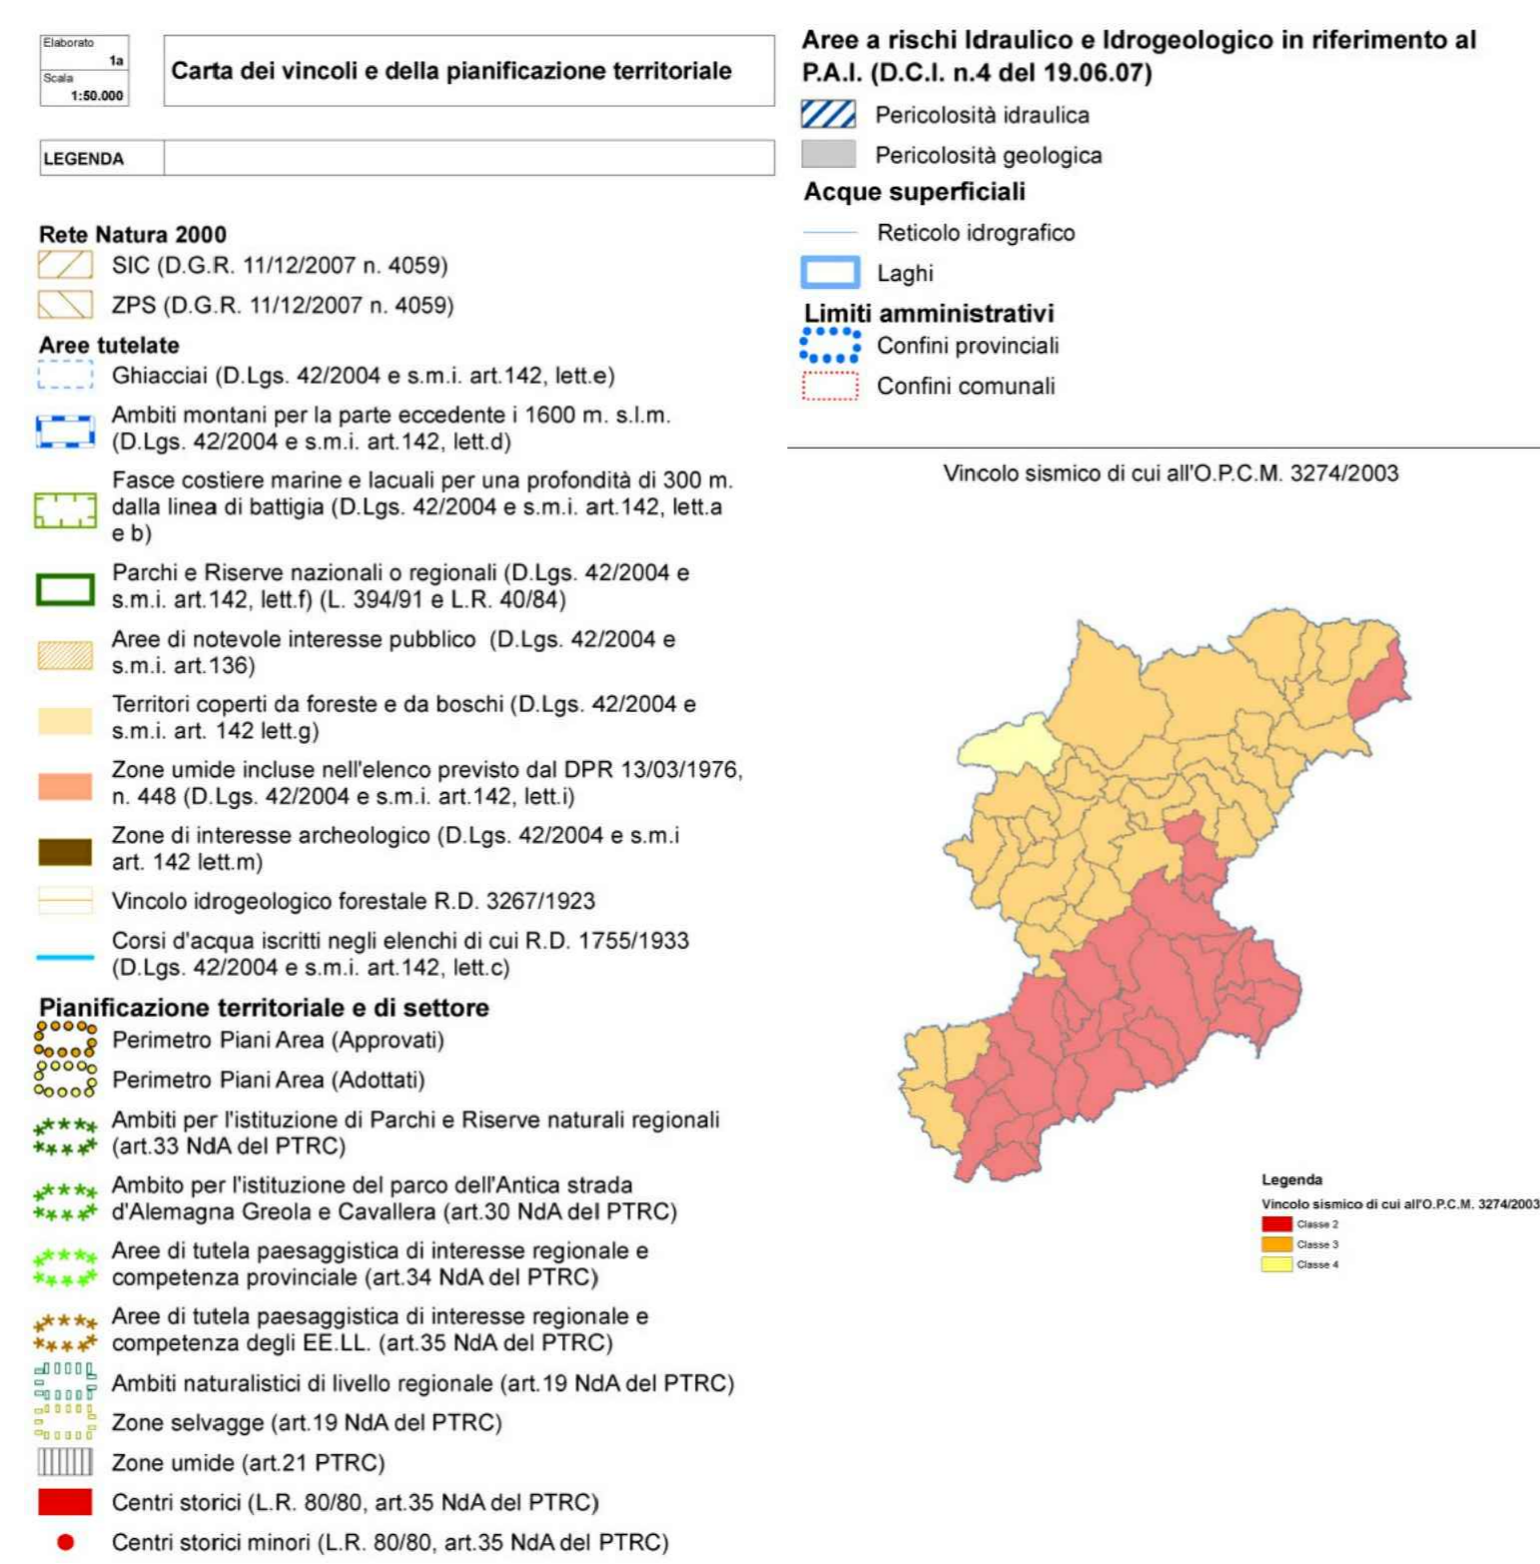 Elaborato
1a
Scala
1:50.000
Carta dei vincoli e della pianificazione territoriale
LEGENDA
Rete Natura 2000
SIC (D.G.R. 11/12/2007 n. 4059)
ZPS (D.G.R. 11/12/2007 n. 4059)
Aree tutelate
Ghiacciai (D.Lgs. 42/2004 e s.m.i. art.142, lett.e)
Ambiti montani per la parte eccedente i 1600 m. s.l.m.
(D.Lgs. 42/2004 e s.m.i. art.142, lett.d)
Fasce costiere marine e lacuali per una profondità di 300 m.
dalla linea di battigia (D.Lgs. 42/2004 e s.m.i. art.142, lett.a
e b)
Parchi e Riserve nazionali o regionali (D.Lgs. 42/2004 e
s.m.i. art.142, lett.f) (L. 394/91 e L.R. 40/84)
Aree di notevole interesse pubblico (D.Lgs. 42/2004 e
s.m.i. art.136)
Territori coperti da foreste e da boschi (D.Lgs. 42/2004 e
s.m.i. art. 142 lett.g)
Zone umide incluse nell'elenco previsto dal DPR 13/03/1976,
n. 448 (D.Lgs. 42/2004 e s.m.i. art.142, lett.i)
Zone di interesse archeologico (D.Lgs. 42/2004 e s.m.i
art. 142 lett.m)
Vincolo idrogeologico forestale R.D. 3267/1923
Corsi d'acqua iscritti negli elenchi di cui R.D. 1755/1933
(D.Lgs. 42/2004 e s.m.i. art.142, lett.c)
Pianificazione territoriale e di settore
Perimetro Piani Area (Approvati)
Perimetro Piani Area (Adottati)
Ambiti per l'istituzione di Parchi e Riserve naturali regionali
(art.33 NdA del PTRC)
Ambito per l'istituzione del parco dell'Antica strada
d'Alemagna Greola e Cavallera (art.30 NdA del PTRC)
Aree di tutela paesaggistica di interesse regionale e
competenza provinciale (art.34 NdA del PTRC)
Aree di tutela paesaggistica di interesse regionale e
competenza degli EE.LL. (art.35 NdA del PTRC)
Ambiti naturalistici di livello regionale (art.19 NdA del PTRC)
Zone selvagge (art.19 NdA del PTRC)
Zone umide (art.21 PTRC)
Centri storici (L.R. 80/80, art.35 NdA del PTRC)
Centri storici minori (L.R. 80/80, art.35 NdA del PTRC)
Aree a rischi Idraulico e Idrogeologico in riferimento al
P.A.I. (D.C.I. n.4 del 19.06.07)
Pericolosità idraulica
Pericolosità geologica
Acque superficiali
Reticolo idrografico
Laghi
Limiti amministrativi
Confini provinciali
Confini comunali
Vincolo sismico di cui all'O.P.C.M. 3274/2003
Legenda
Vincolo sismico di cui all'O.P.C.M. 3274/2003
Classe 2
Classe 3
Classe 4